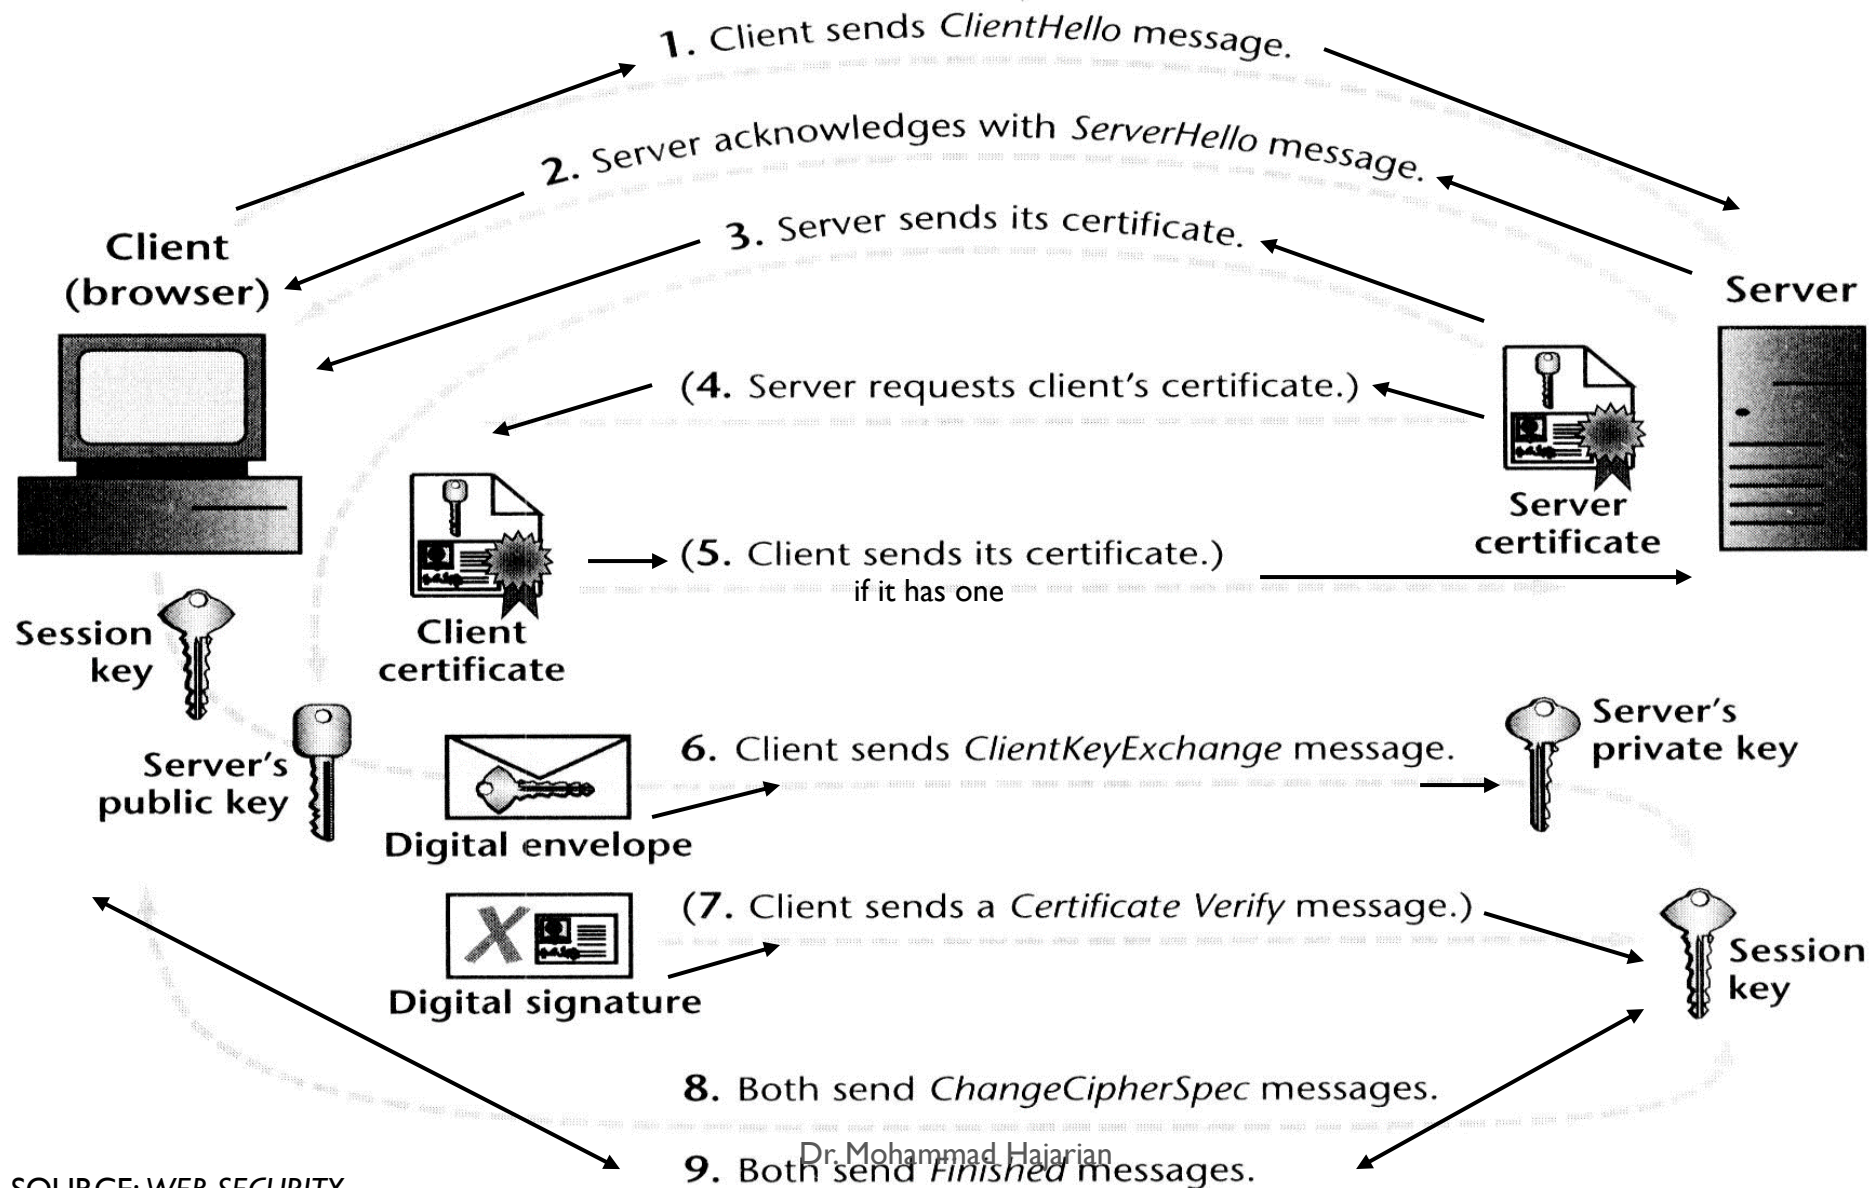 1. Client sends ClientHello message.
2. Server acknowledges with ServerHello message.
3. Server sends its certificate.
Client
(browser)
Server
(4. Server requests client's certificate.)
Server
certificate
(5. Client sends its certificate.)
if it has one
Client
certificate
Session
key
Server's
public key
6. Client sends ClientKeyExchange message.
Server's
private key
Digital envelope
(7. Client sends a Certificate Verify message.)
Digital signature
Session
key
8. Both send ChangeCipherSpec messages.
Dr. Mohammad Hajarian
9. Both send Finished messages.
SOURCE: WEB SECURITY